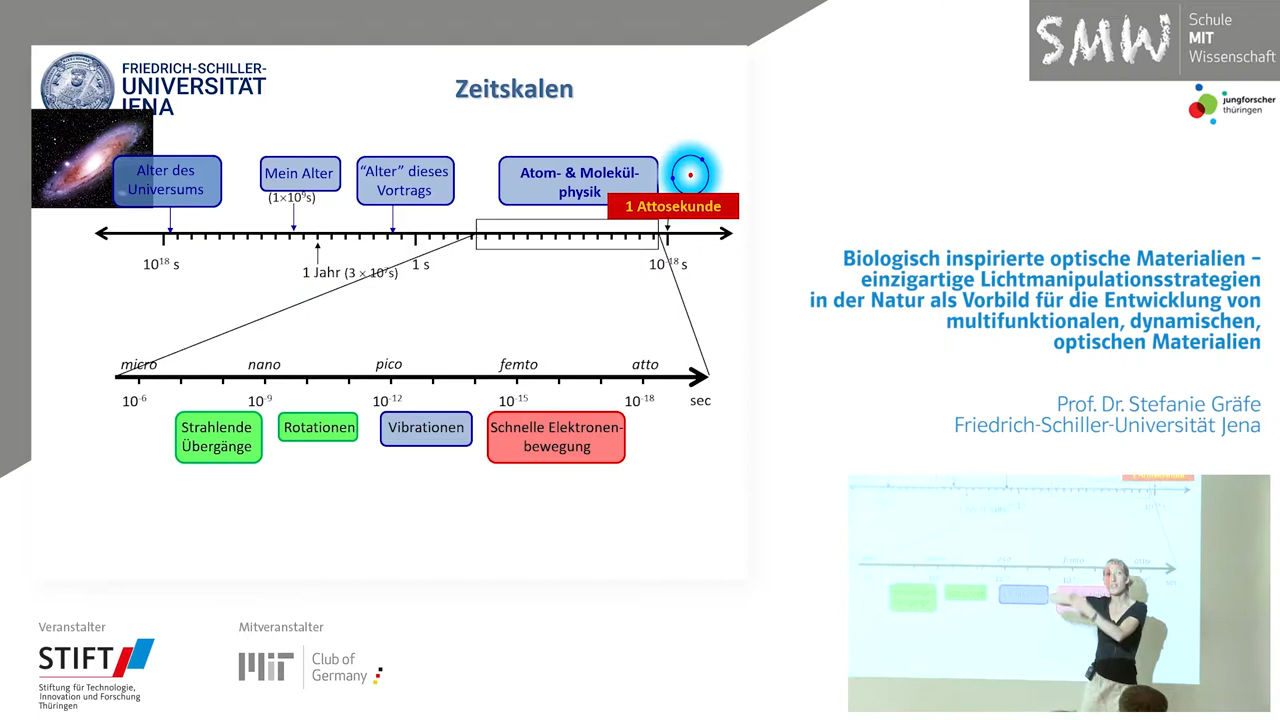 FRIEDRICH-SCHILLER-
UNIVERSITÄT
JENA
Zeitskalen
Alter des
Universums
Mein Alter
(1×10⁹s)
"Alter" dieses
Vortrags
Atom- & Molekül-
physik
1 Attosekunde
10¹⁸ s
1 Jahr (3 × 10⁷s)
1 s
10⁻¹⁸ s
micro
nano
pico
femto
atto
10⁻⁶
10⁻⁹
10⁻¹²
10⁻¹⁵
10⁻¹⁸
sec
Strahlende
Übergänge
Rotationen
Vibrationen
Schnelle Elektronen-
bewegung
SMW
Schule
MIT
Wissenschaft
jungforscher
thüringen
Biologisch inspirierte optische Materialien –
einzigartige Lichtmanipulationsstrategien
in der Natur als Vorbild für die Entwicklung von
multifunktionalen, dynamischen,
optischen Materialien
Prof. Dr. Stefanie Gräfe
Friedrich-Schiller-Universität Jena
femto
Veranstalter
STIFT
Stiftung für Technologie,
Innovation und Forschung
Thüringen
Mitveranstalter
MIT
Club of
Germany